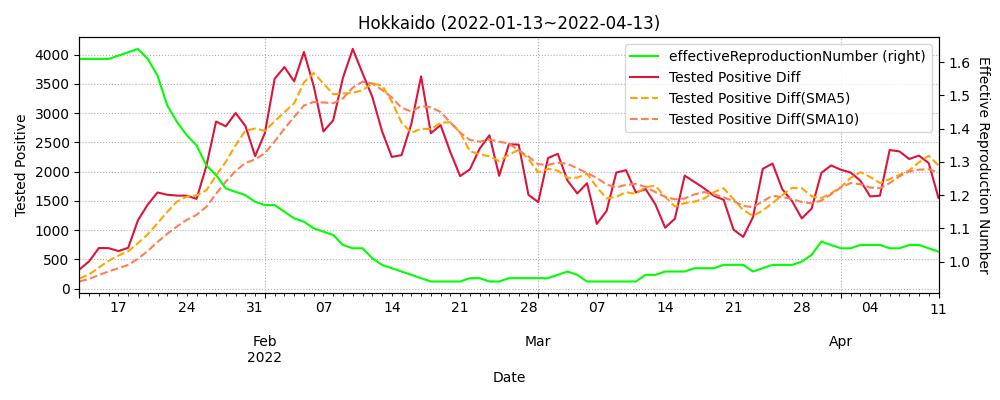 Hokkaido (2022-01-13~2022-04-13)
effectiveReproductionNumber (right)
Tested Positive Diff
Tested Positive Diff(SMA5)
Tested Positive Diff(SMA10)
Tested Positive
4000
3500
3000
2500
2000
1500
1000
500
0
1.6
1.5
1.4
1.3
1.2
1.1
1.0
Effective Reproduction Number
17 24 31 07 14 21 28 07 14 21 28 04 11
Feb Mar Apr
2022
Date